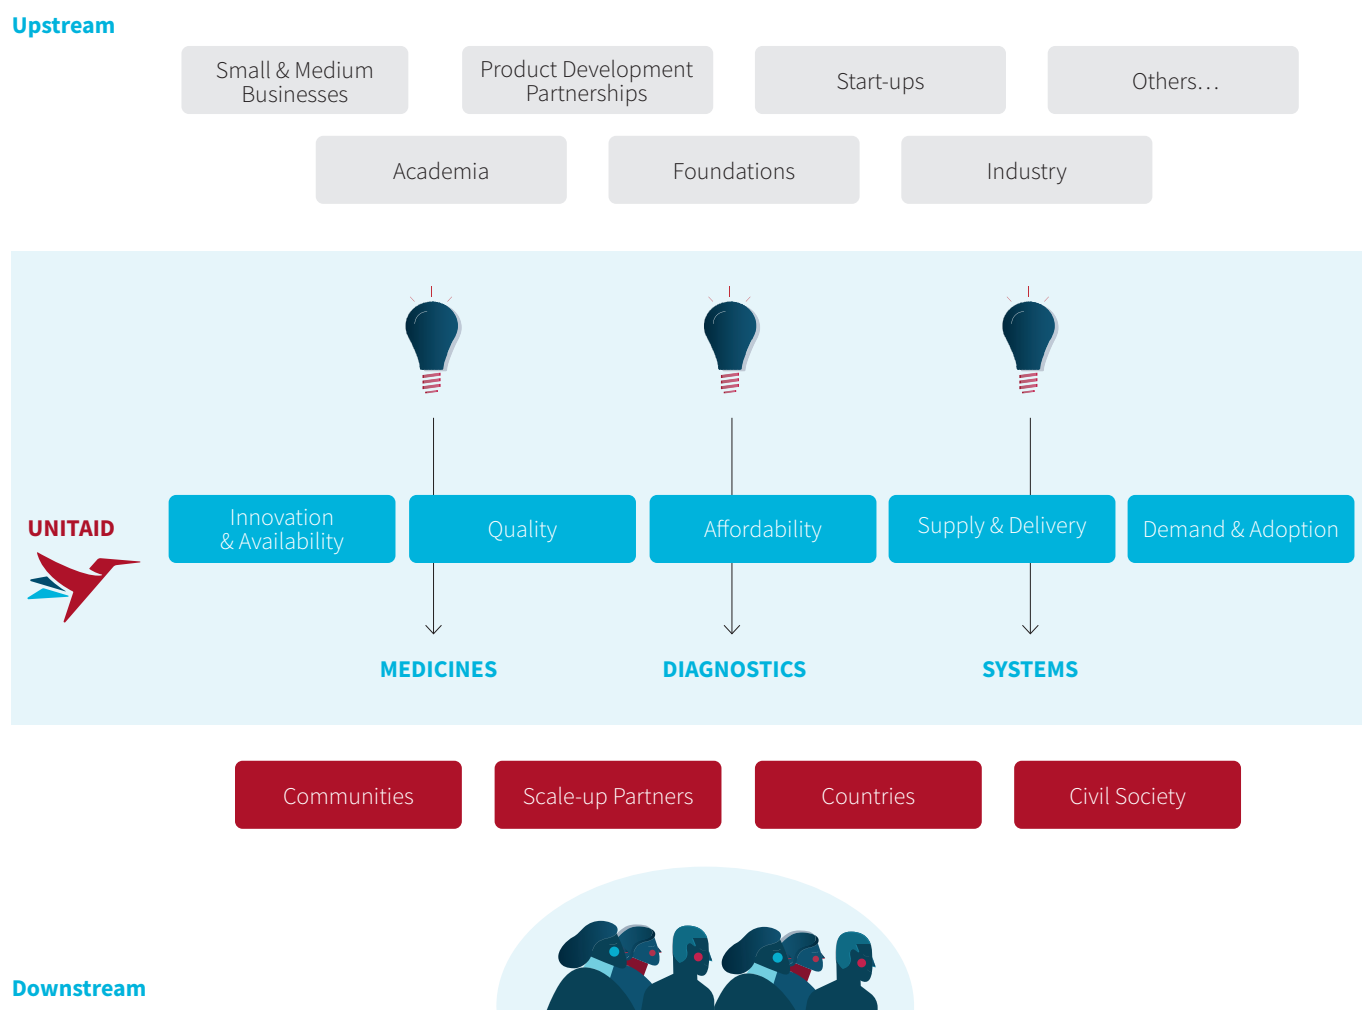 Upstream
Small & Medium
Businesses
Product Development
Partnerships
Start-ups
Others…
Academia
Foundations
Industry
UNITAID
Innovation
& Availability
Quality
Affordability
Supply & Delivery
Demand & Adoption
MEDICINES
DIAGNOSTICS
SYSTEMS
Communities
Scale-up Partners
Countries
Civil Society
Downstream